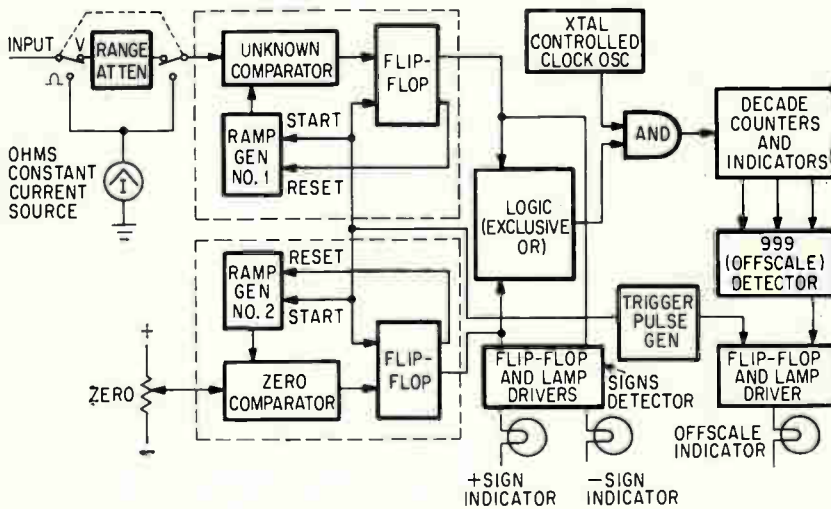 INPUT
V
Ω
RANGE
ATTEN
OHMS
CONSTANT
CURRENT
SOURCE
I
UNKNOWN
COMPARATOR
FLIP-
FLOP
RAMP
GEN
NO. 1
START
RESET
XTAL
CONTROLLED
CLOCK OSC
AND
DECADE
COUNTERS
AND
INDICATORS
LOGIC
(EXCLUSIVE
OR)
999
(OFFSCALE)
DETECTOR
RAMP
GEN
NO. 2
RESET
START
FLIP-
FLOP
ZERO
COMPARATOR
+
ZERO
-
TRIGGER
PULSE
GEN
FLIP-FLOP
AND LAMP
DRIVERS
SIGNS
DETECTOR
FLIP-FLOP
AND LAMP
DRIVER
+SIGN
INDICATOR
-SIGN
INDICATOR
OFFSCALE
INDICATOR